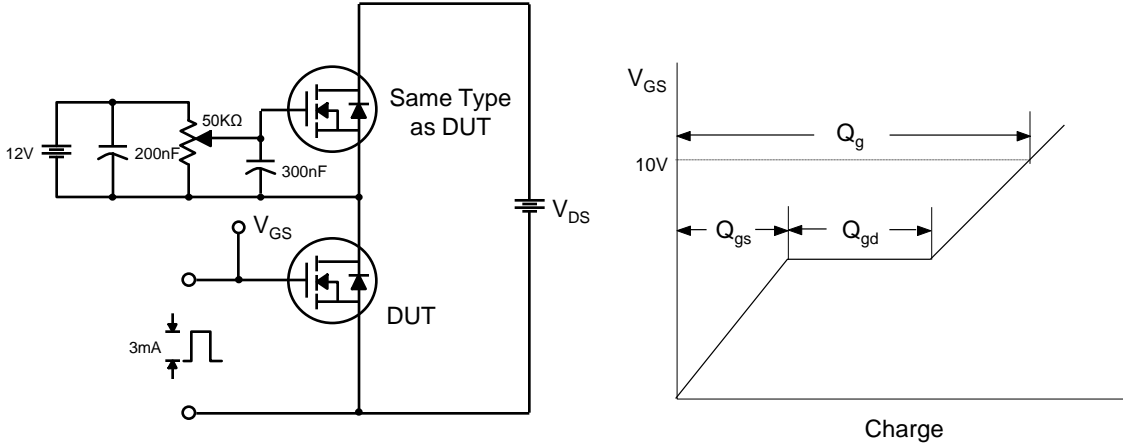 12V
200nF
50KΩ
300nF
Same Type
as DUT
V_GS
DUT
3mA
V_DS
V_GS
10V
Q_g
Q_gs
Q_gd
Charge